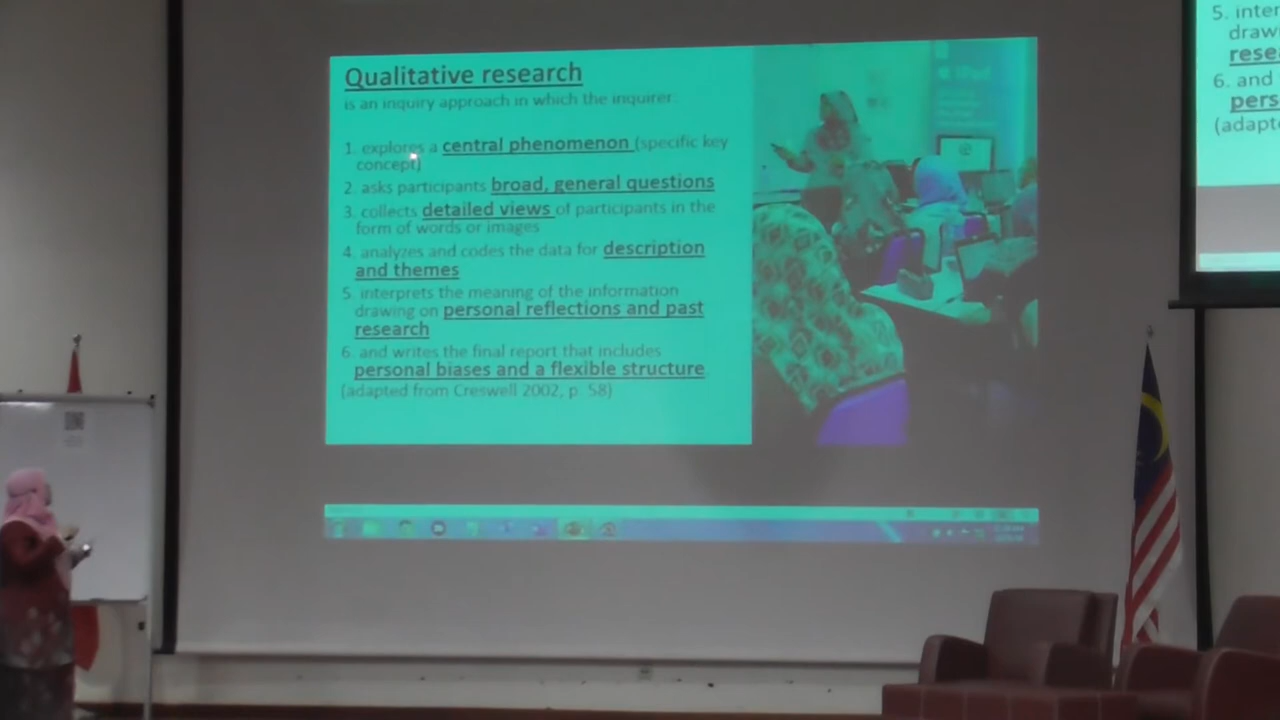 Qualitative research
is an inquiry approach in which the inquirer:
1. explores a central phenomenon (specific key
concept)
2. asks participants broad, general questions
3. collects detailed views of participants in the
form of words or images
4. analyzes and codes the data for description
and themes
5. interprets the meaning of the information
drawing on personal reflections and past
research
6. and writes the final report that includes
personal biases and a flexible structure
(adapted from Creswell 2002, p. 58)
5. inter
draw
rese
6. and
pers
(adapt